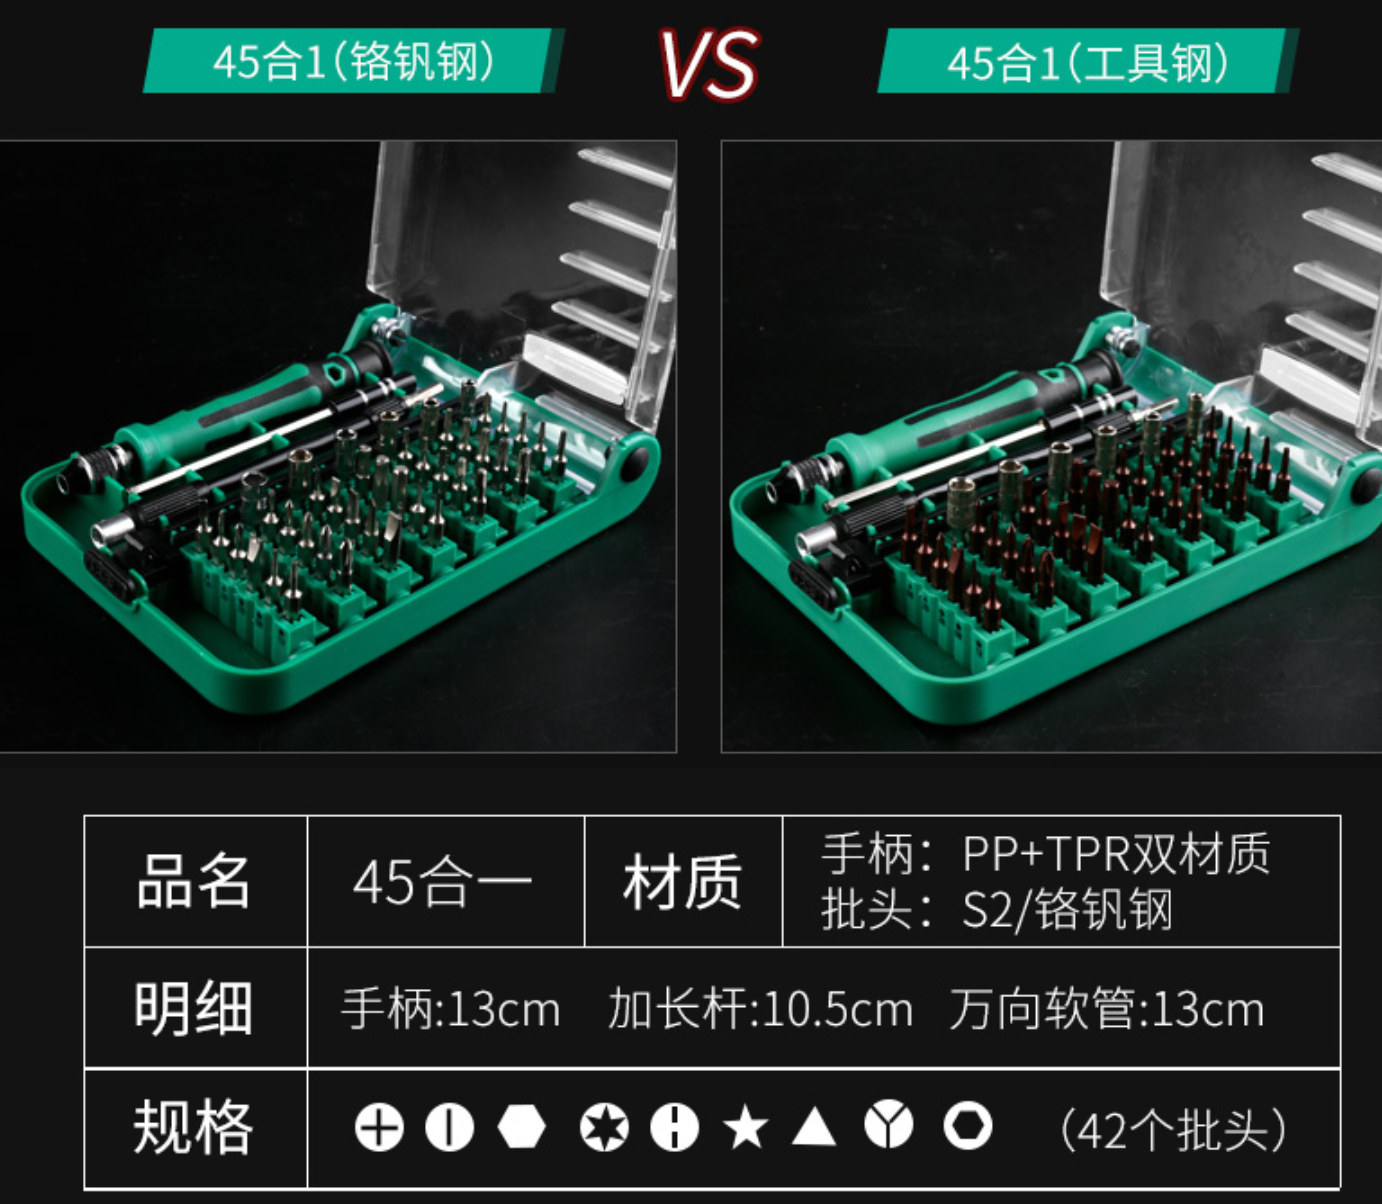 45合1(铬钒钢)
VS
45合1(工具钢)
品名
45合一
材质
手柄：PP+TPR双材质
批头：S2/铬钒钢
明细
手柄:13cm 加长杆:10.5cm 万向软管:13cm
规格
（42个批头）